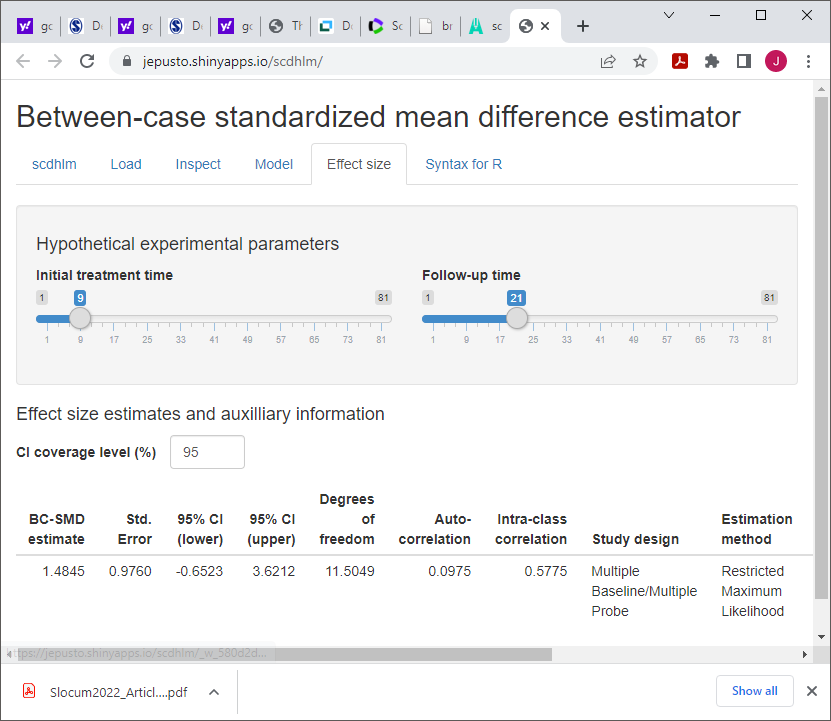 gc
De
gc
De
gc
Th
De
Sc
br
sc
jepusto.shinyapps.io/scdhlm/
J
Between-case standardized mean difference estimator
scdhlm Load Inspect Model Effect size Syntax for R
Hypothetical experimental parameters
Initial treatment time Follow-up time
1 9 81 1 21 81
1 9 17 25 33 41 49 57 65 73 81 1 9 17 25 33 41 49 57 65 73 81
Effect size estimates and auxilliary information
CI coverage level (%) 95
Degrees
BC-SMD Std. 95% CI 95% CI of Auto- Intra-class Estimation
estimate Error (lower) (upper) freedom correlation correlation Study design method
1.4845 0.9760 -0.6523 3.6212 11.5049 0.0975 0.5775 Multiple Restricted
Baseline/Multiple Maximum
Probe Likelihood
https://jepusto.shinyapps.io/scdhlm/_w_580d2d...
Slocum2022_Articl....pdf Show all